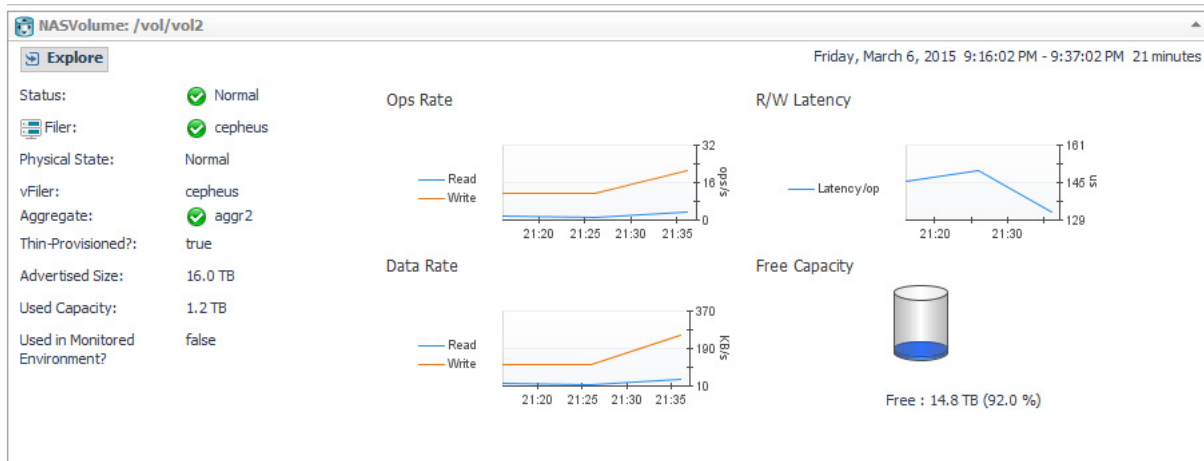 NASVolume: /vol/vol2
Explore
Friday, March 6, 2015 9:16:02 PM - 9:37:02 PM 21 minutes
Status: Normal
Filer: cepheus
Physical State: Normal
vFiler: cepheus
Aggregate: aggr2
Thin-Provisioned?: true
Advertised Size: 16.0 TB
Used Capacity: 1.2 TB
Used in Monitored false
Environment?
Ops Rate
Read
Write
32
16
0
ops/s
21:20 21:25 21:30 21:35
R/W Latency
Latency/op
161
145
129
us
21:20 21:30
Data Rate
Read
Write
370
190
10
KB/s
21:20 21:25 21:30 21:35
Free Capacity
Free : 14.8 TB (92.0 %)